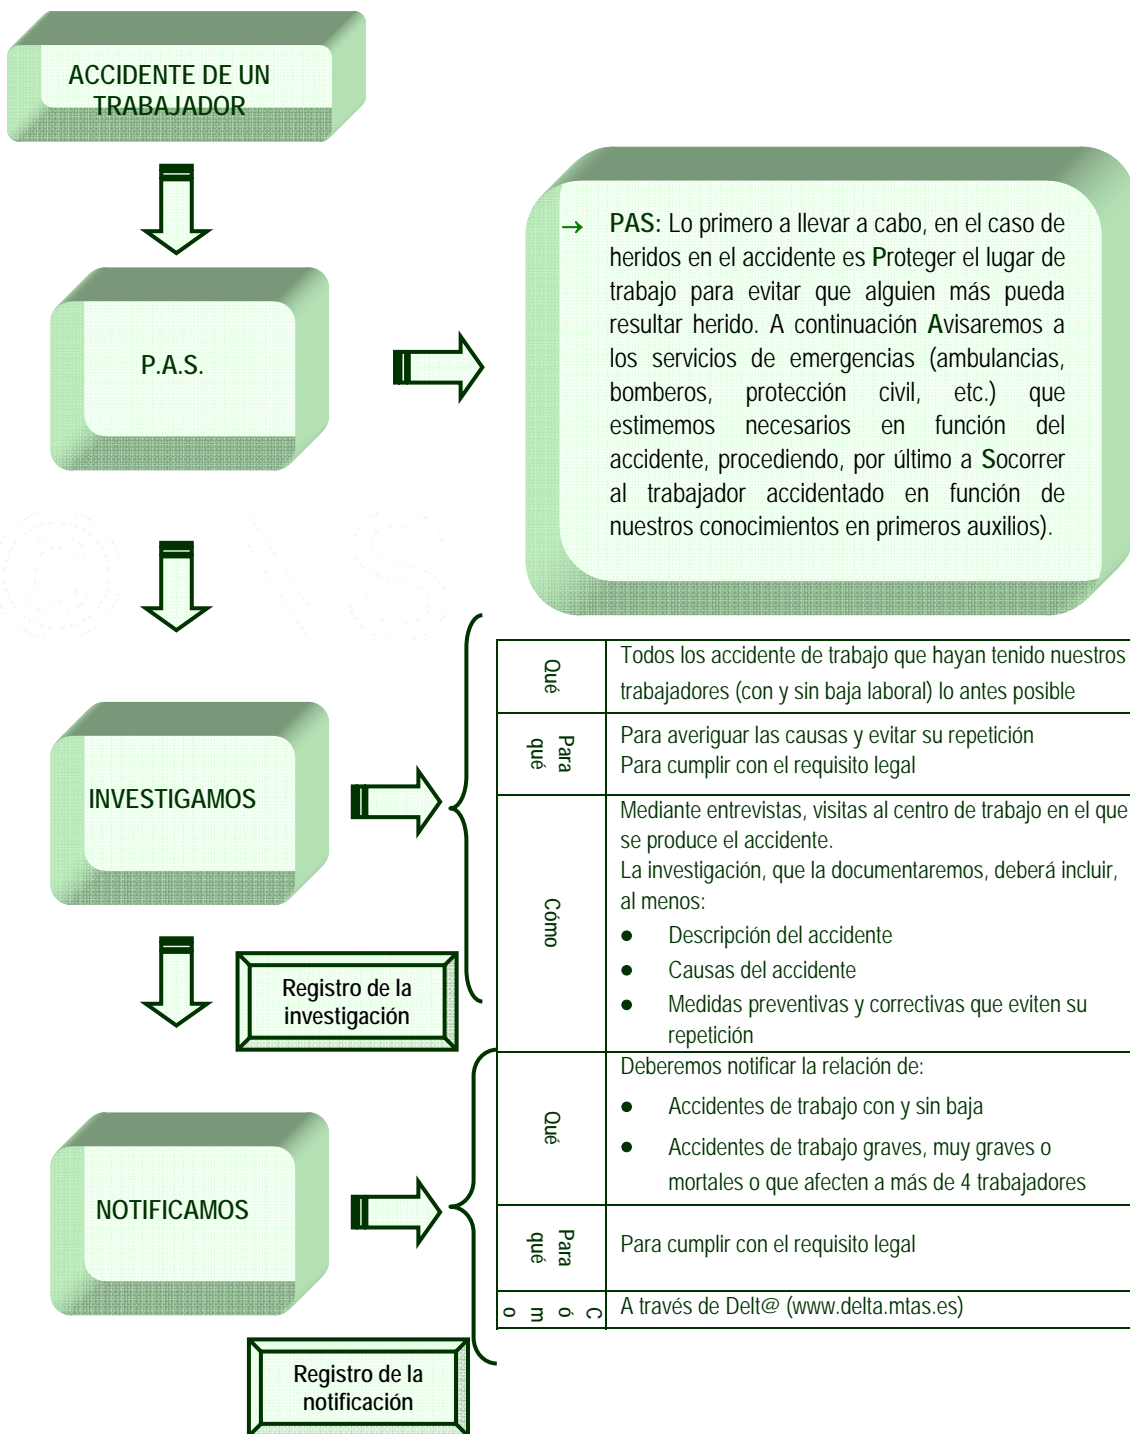 ACCIDENTE DE UN
TRABAJADOR
P.A.S.
→ PAS: Lo primero a llevar a cabo, en el caso de
heridos en el accidente es Proteger el lugar de
trabajo para evitar que alguien más pueda
resultar herido. A continuación Avisaremos a
los servicios de emergencias (ambulancias,
bomberos, protección civil, etc.) que
estimemos necesarios en función del
accidente, procediendo, por último a Socorrer
al trabajador accidentado en función de
nuestros conocimientos en primeros auxilios).
INVESTIGAMOS
Qué
Todos los accidente de trabajo que hayan tenido nuestros
trabajadores (con y sin baja laboral) lo antes posible
Para
qué
Para averiguar las causas y evitar su repetición
Para cumplir con el requisito legal
Cómo
Mediante entrevistas, visitas al centro de trabajo en el que
se produce el accidente.
La investigación, que la documentaremos, deberá incluir,
al menos:
● Descripción del accidente
● Causas del accidente
● Medidas preventivas y correctivas que eviten su
repetición
Registro de la
investigación
NOTIFICAMOS
Qué
Deberemos notificar la relación de:
● Accidentes de trabajo con y sin baja
● Accidentes de trabajo graves, muy graves o
mortales o que afecten a más de 4 trabajadores
Para
qué
Para cumplir con el requisito legal
Cómo
A través de Delt@ (www.delta.mtas.es)
Registro de la
notificación